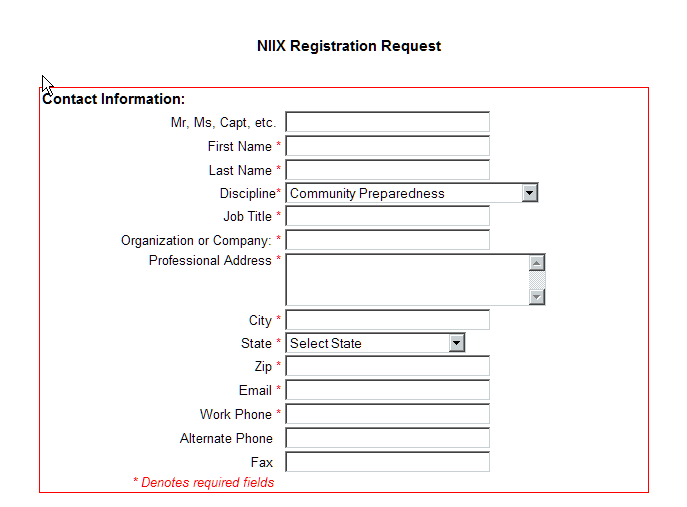 NIIX Registration Request
Contact Information:
Mr, Ms, Capt, etc.
First Name *
Last Name *
Discipline* Community Preparedness
Job Title *
Organization or Company: *
Professional Address *
City *
State * Select State
Zip *
Email *
Work Phone *
Alternate Phone
Fax
* Denotes required fields